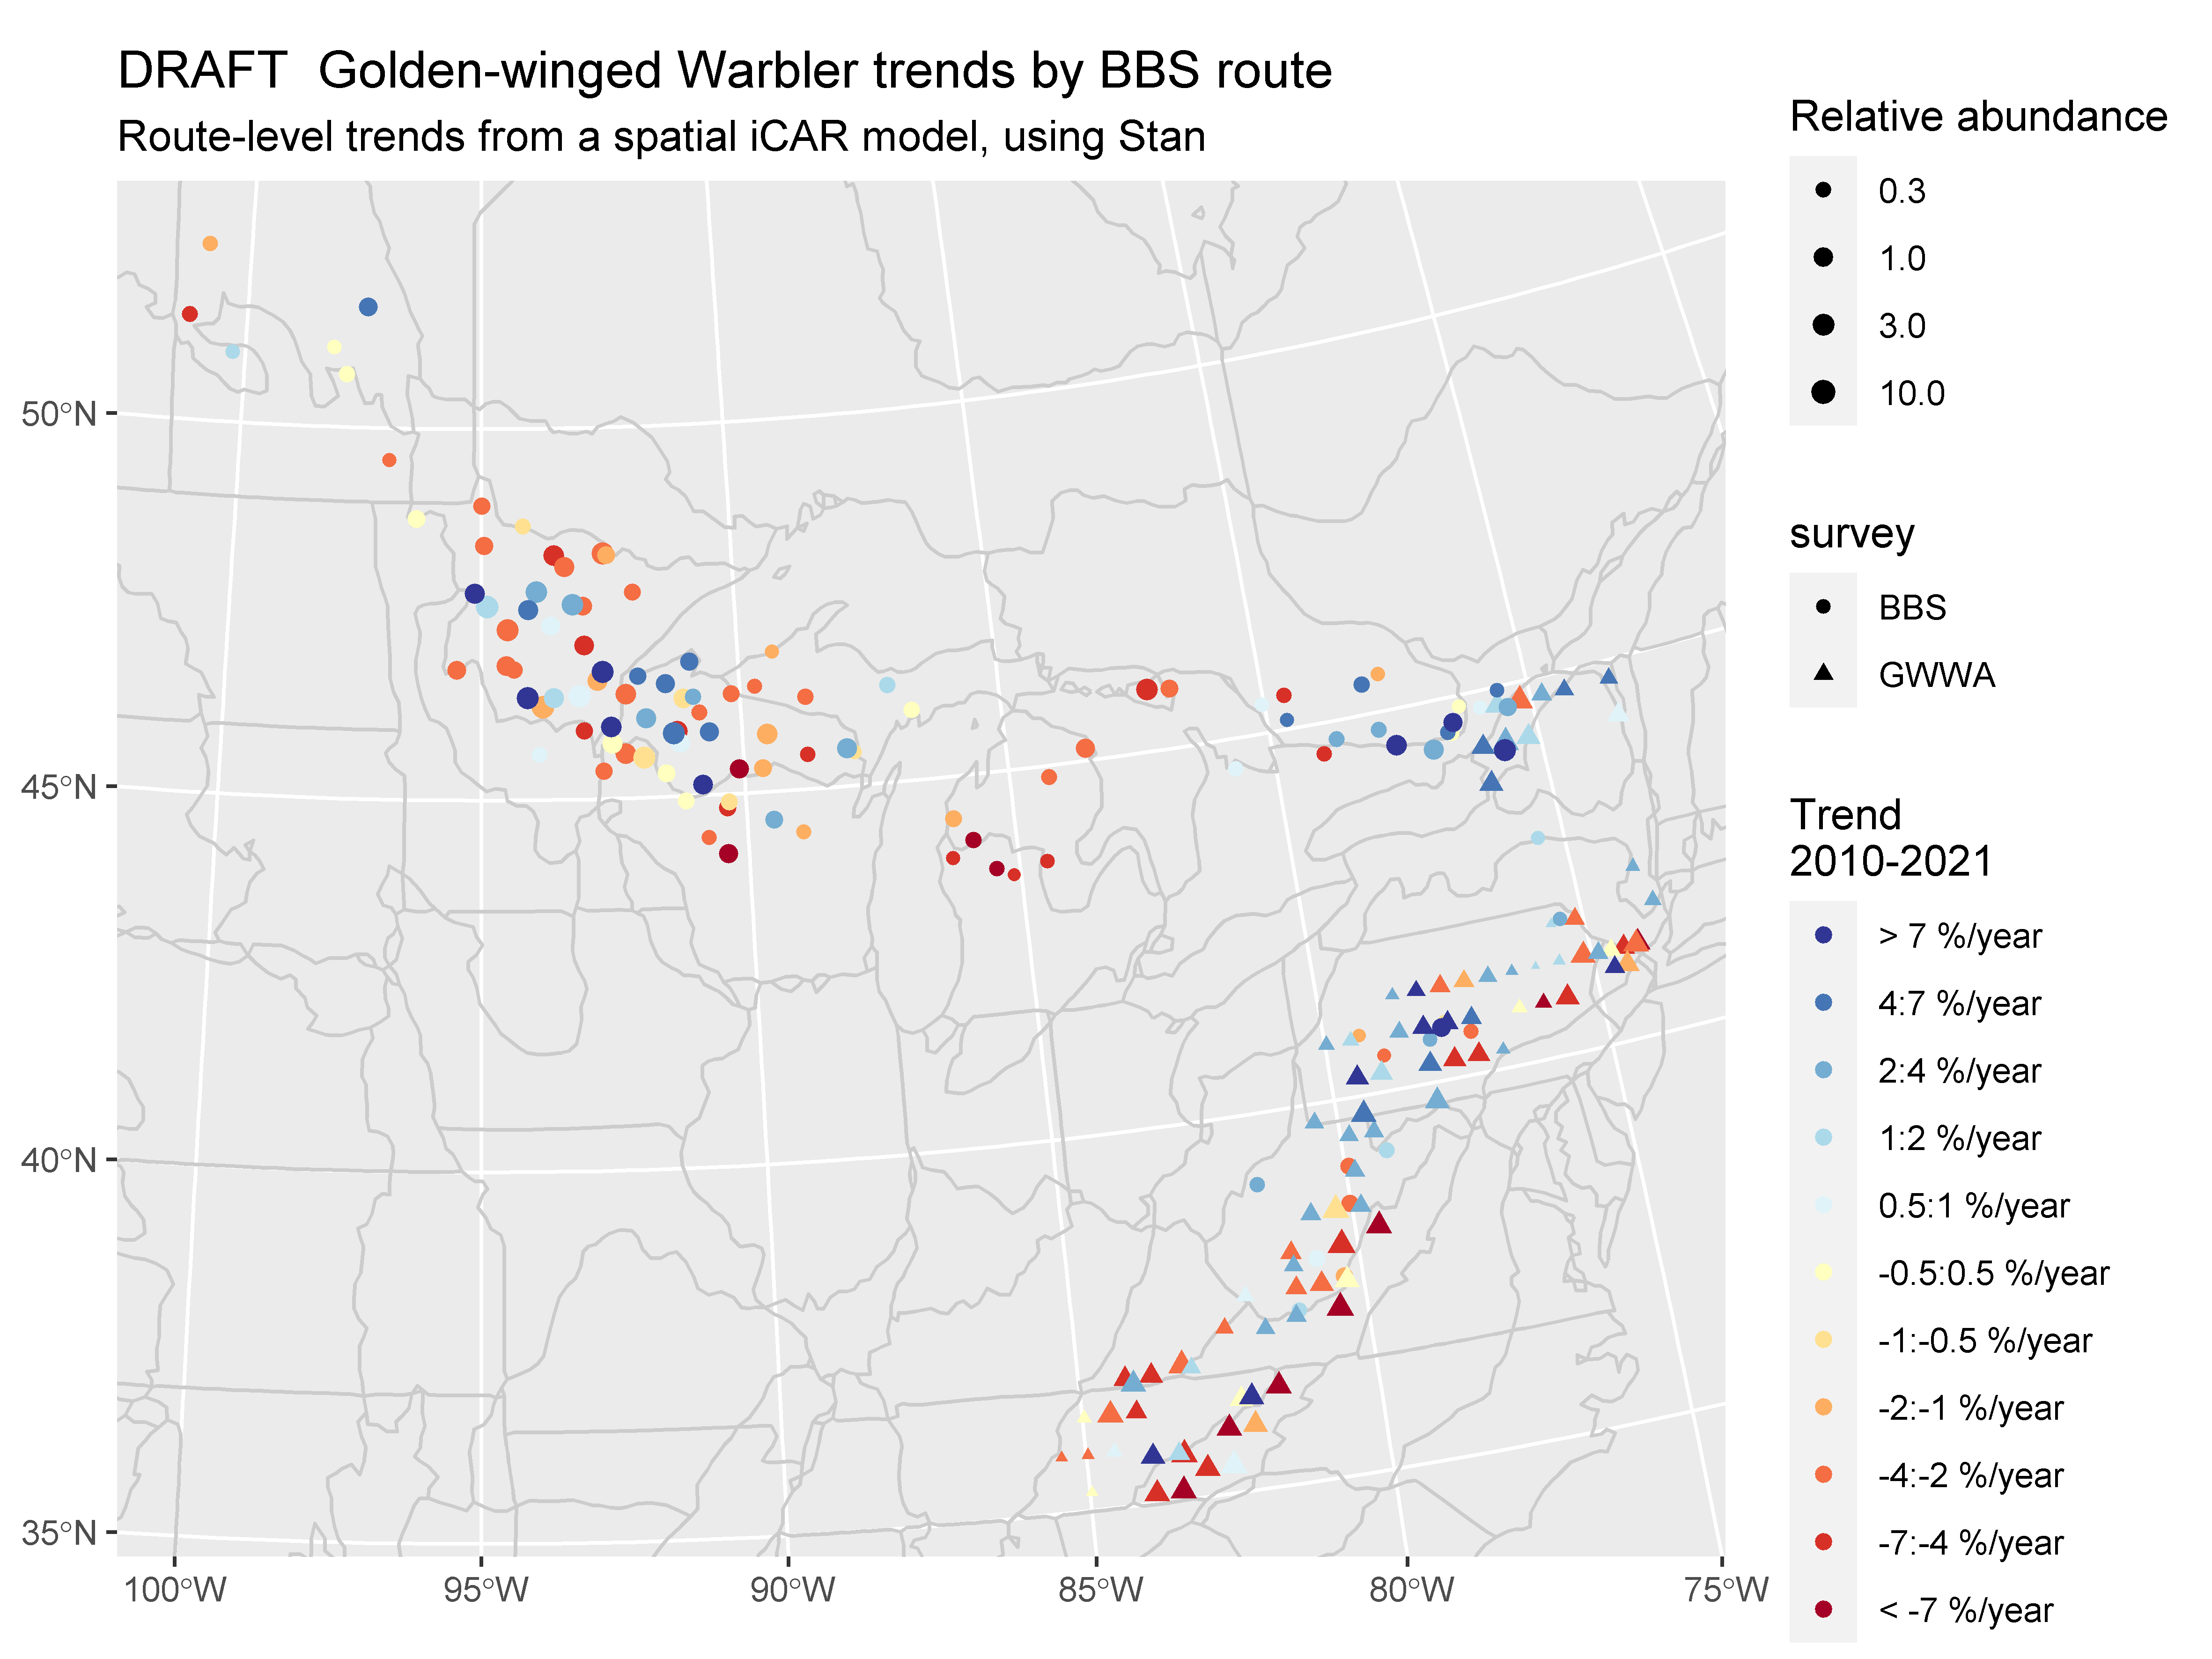 DRAFT  Golden-winged Warbler trends by BBS route
Route-level trends from a spatial iCAR model, using Stan
50°N
45°N
40°N
35°N
100°W
95°W
90°W
85°W
80°W
75°W
Relative abundance
0.3
1.0
3.0
10.0
survey
BBS
GWWA
Trend
2010-2021
> 7 %/year
4:7 %/year
2:4 %/year
1:2 %/year
0.5:1 %/year
-0.5:0.5 %/year
-1:-0.5 %/year
-2:-1 %/year
-4:-2 %/year
-7:-4 %/year
< -7 %/year